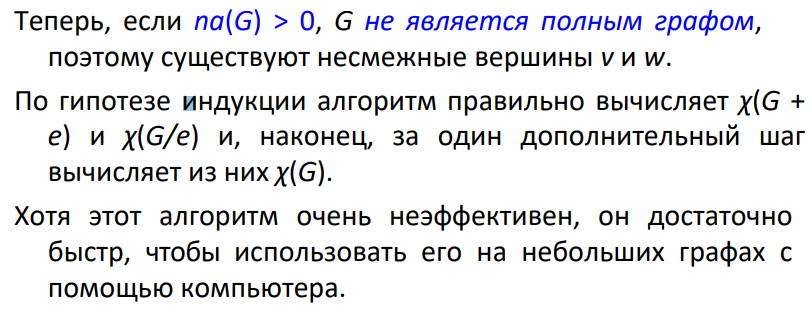 Теперь, если na(G) > 0, G не является полным графом,
поэтому существуют несмежные вершины v и w.
По гипотезе индукции алгоритм правильно вычисляет χ(G +
e) и χ(G/e) и, наконец, за один дополнительный шаг
вычисляет из них χ(G).
Хотя этот алгоритм очень неэффективен, он достаточно
быстр, чтобы использовать его на небольших графах с
помощью компьютера.